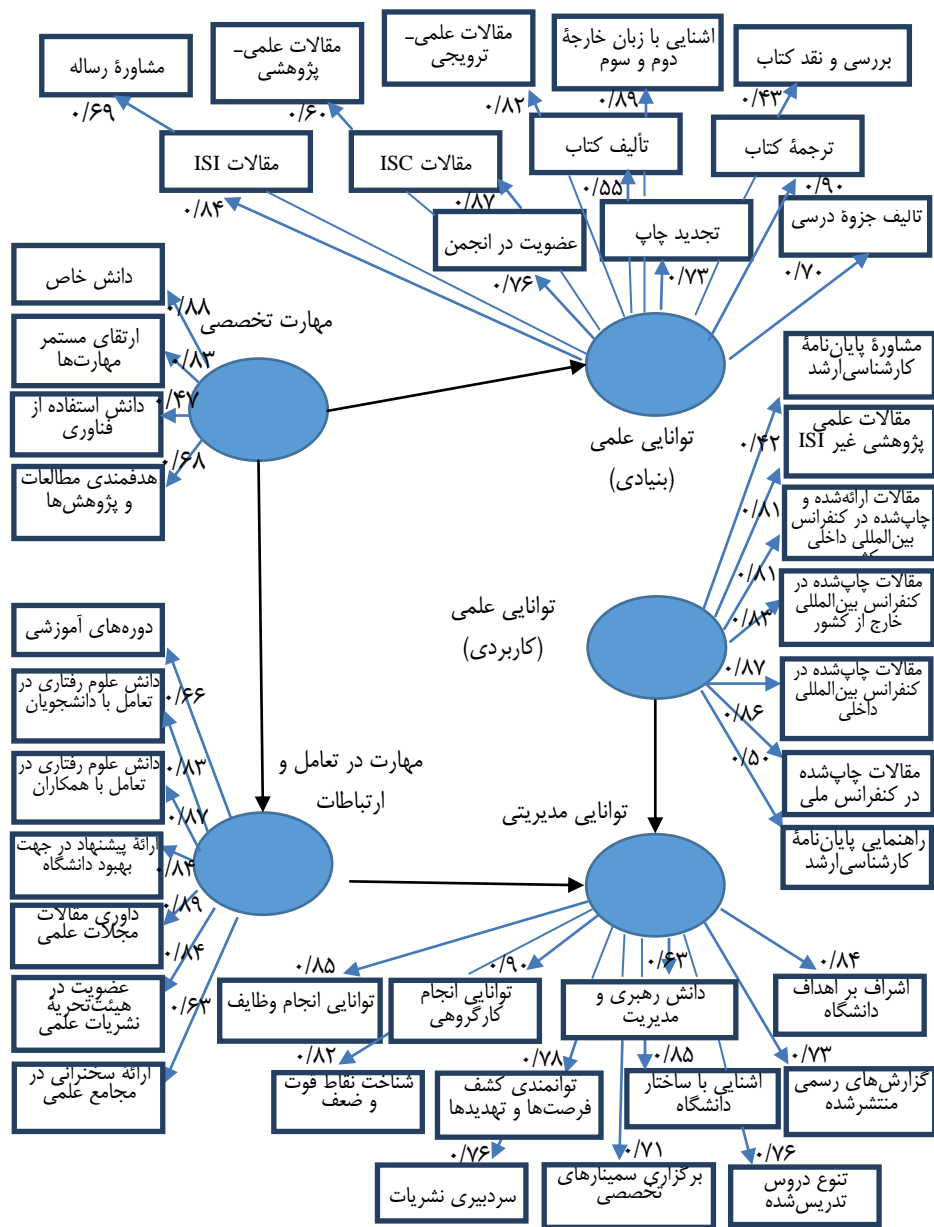 مشاورۀ رساله
۰/۶۹
مقالات علمی-
پژوهشی
۰/۶۰
مقالات علمی-
ترویجی
۰/۸۲
اشنایی با زبان خارجۀ
دوم و سوم
۰/۸۹
بررسی و نقد کتاب
۰/۴۳
مقالات ISI
۰/۸۴
مقالات ISC
۰/۸۷
تألیف کتاب
۰/۵۵
ترجمۀ کتاب
۰/۹۰
عضویت در انجمن
۰/۷۶
تجدید چاپ
۰/۷۳
تالیف جزوۀ درسی
۰/۷۰
دانش خاص
۰/۸۸
ارتقای مستمر
مهارت‌ها
۰/۸۳
دانش استفاده از
فناوری
۰/۴۷
هدفمندی مطالعات
و پژوهش‌ها
۰/۶۸
مهارت تخصصی
توانایی علمی
(بنیادی)
مشاورۀ پایان‌نامۀ
کارشناسی‌ارشد
۰/۴۲
مقالات علمی
پژوهشی غیر ISI
۰/۸۱
مقالات ارائه‌شده و
چاپ‌شده در کنفرانس
بین‌المللی داخلی
۰/۸۱
مقالات چاپ‌شده در
کنفرانس بین‌المللی
خارج از کشور
۰/۸۳
مقالات چاپ‌شده در
کنفرانس بین‌المللی
داخلی
۰/۸۷
مقالات چاپ‌شده
در کنفرانس ملی
۰/۸۶
راهنمایی پایان‌نامۀ
کارشناسی‌ارشد
۰/۵۰
توانایی علمی
(کاربردی)
دوره‌های آموزشی
۰/۶۶
دانش علوم رفتاری در
تعامل با دانشجویان
۰/۸۳
دانش علوم رفتاری در
تعامل با همکاران
۰/۸۷
ارائۀ پیشنهاد در جهت
بهبود دانشگاه
۰/۸۴
داوری مقالات
مجلات علمی
۰/۸۹
عضویت در
هیئت‌تحریۀ
نشریات علمی
۰/۸۴
ارائۀ سخنرانی در
مجامع علمی
۰/۶۳
مهارت در تعامل و
ارتباطات
توانایی مدیریتی
۰/۸۵
توانایی انجام وظایف
۰/۹۰
توانایی انجام
کارگروهی
۰/۶۳
دانش رهبری و
مدیریت
۰/۸۴
اشراف بر اهداف
دانشگاه
۰/۸۲
شناخت نقاط قوت
و ضعف
۰/۷۸
توانمندی کشف
فرصت‌ها و تهدیدها
۰/۸۵
اشنایی با ساختار
دانشگاه
۰/۷۳
گزارش‌های رسمی
منتشرشده
۰/۷۶
سردبیری نشریات
۰/۷۱
برگزاری سمینارهای
تخصصی
۰/۷۶
تنوع دروس
تدریس‌شده